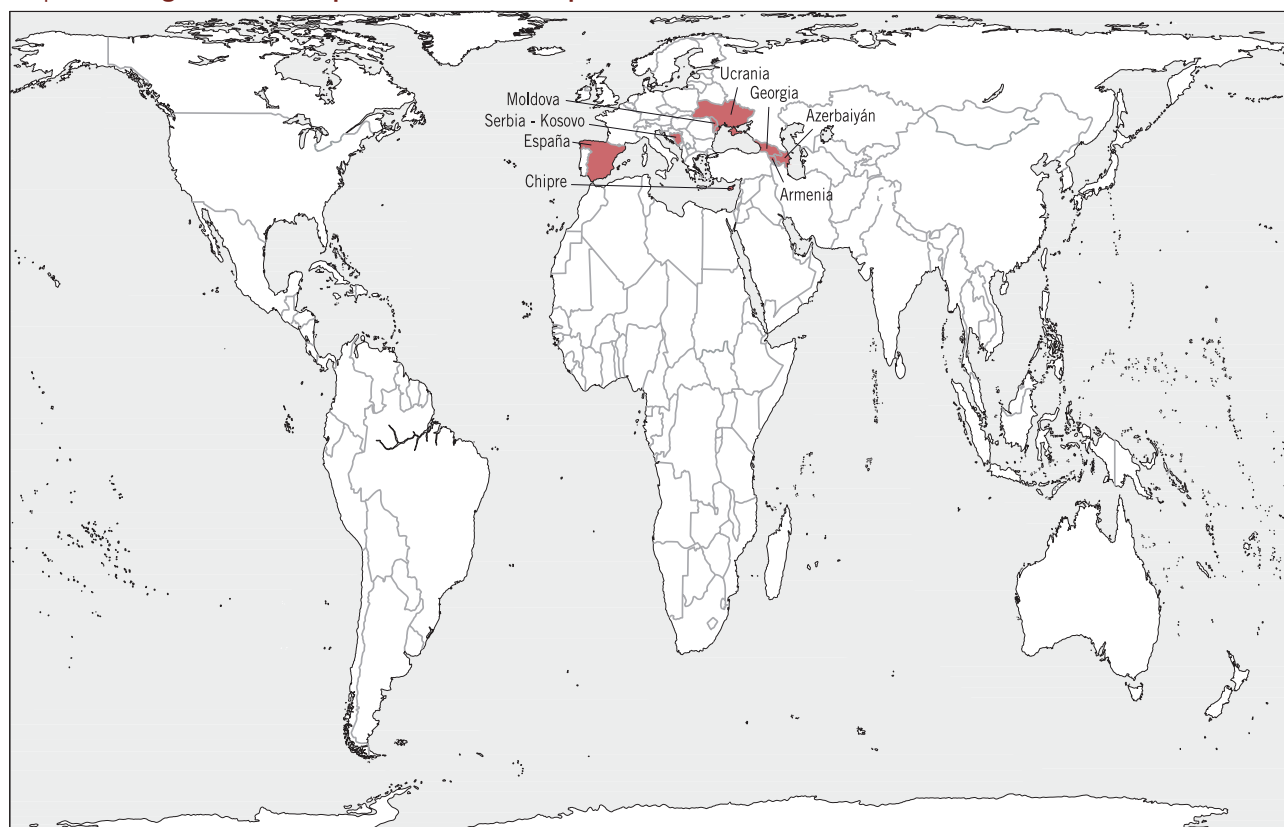 Ucrania
Georgia
Moldova
Azerbaiyán
Serbia - Kosovo
España
Chipre
Armenia